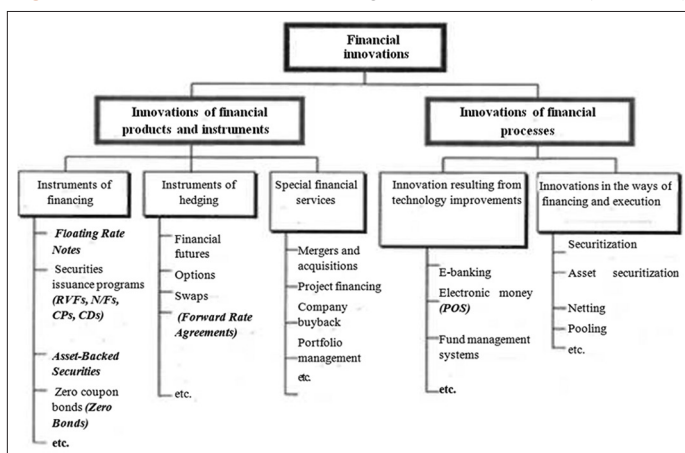 Financial
innovations
Innovations of financial
products and instruments
Innovations of financial
processes
Instruments of
financing
Instruments of
hedging
Special financial
services
Innovation resulting from
technology improvements
Innovations in the ways of
financing and execution
Floating Rate
Notes
Securities
issuance programs
(RVFs, N/Fs,
CPs, CDs)
Asset-Backed
Securities
Zero coupon
bonds (Zero
Bonds)
etc.
Financial
futures
Options
Swaps
(Forward Rate
Agreements)
etc.
Mergers and
acquisitions
Project financing
Company
buyback
Portfolio
management
etc.
E-banking
Electronic money
(POS)
Fund management
systems
etc.
Securitization
Asset securitization
Netting
Pooling
etc.